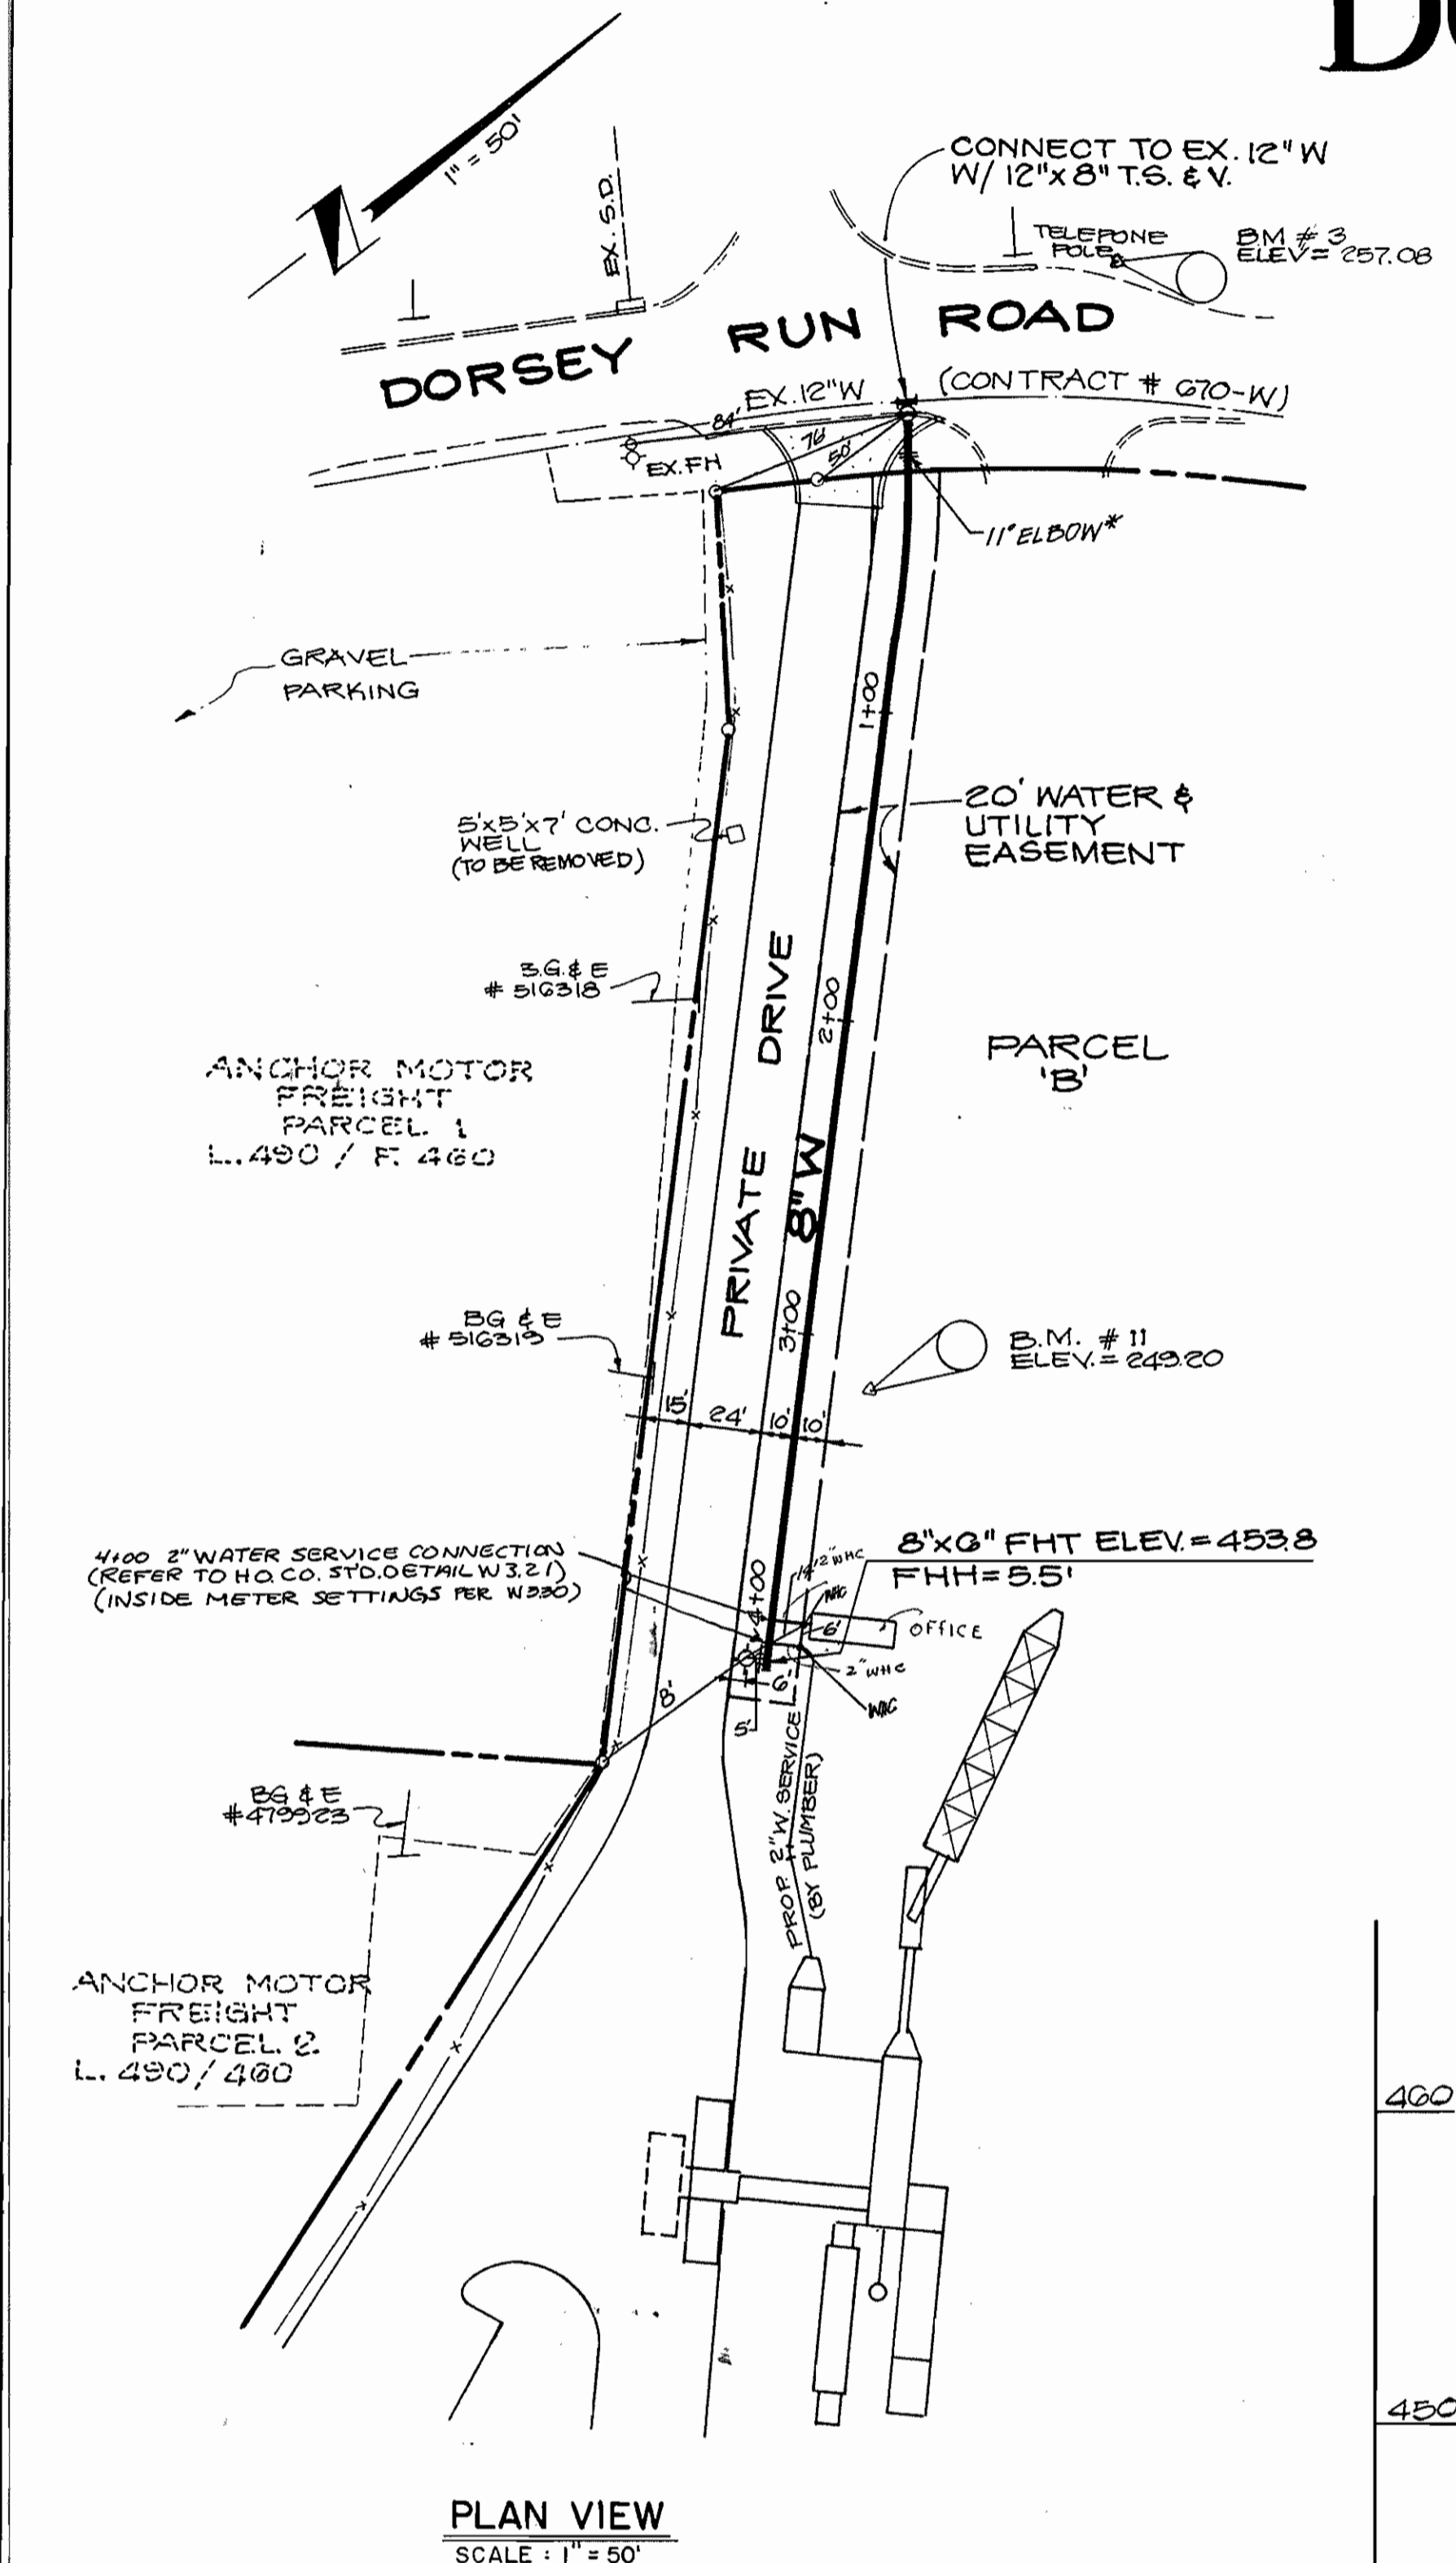 Do
1" = 50'
EX. S.D.
CONNECT TO EX. 12" W
W/ 12"x 8" T.S. & V.
TELEPONE
POLE
BM # 3
ELEV = 257.08
DORSEY RUN ROAD
EX. 12" W
(CONTRACT # 670-W)
84'
76'
50'
EX. FH
11° ELBOW*
GRAVEL
PARKING
1+00
20' WATER &
UTILITY
EASEMENT
5'x5'x7' CONC.
WELL
(TO BE REMOVED)
B.G. & E
# 516318
2+00
PRIVATE DRIVE
8" W
PARCEL
'B'
ANCHOR MOTOR
FREIGHT
PARCEL 1
L. 490 / F. 460
3+00
BG & E
# 516319
B.M. # 11
ELEV. = 249.20
15'
24'
10'
10'
4+00 2" WATER SERVICE CONNECTION
(REFER TO HO. CO. STD. DETAIL W 3.21)
(INSIDE METER SETTINGS PER W3.30)
8"x6" FHT ELEV. = 453.8
FHH = 5.5'
2" WHC
WHC
4+00
6'
OFFICE
2" WHC
6'
WHC
8'
5'
PROP. 2" W. SERVICE
(BY PLUMBER)
BG & E
#479923
ANCHOR MOTOR
FREIGHT
PARCEL 2
L. 490 / 460
460
450
PLAN VIEW
SCALE : 1" = 50'